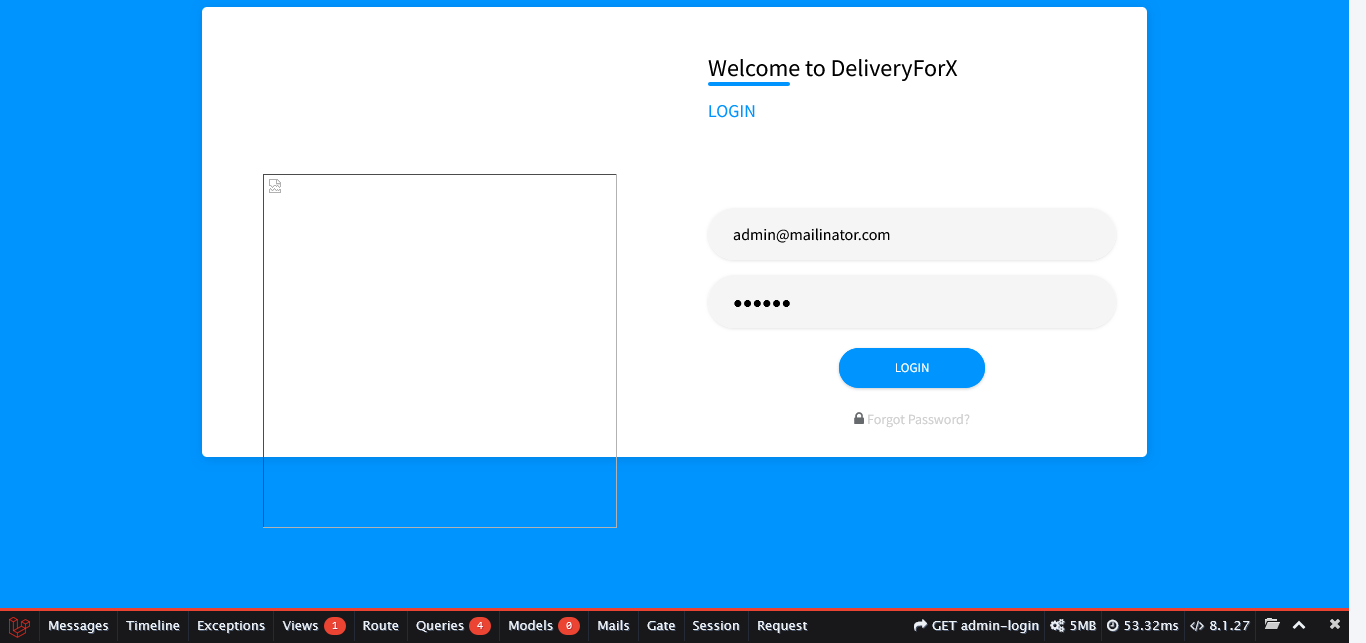 Welcome to DeliveryForX
LOGIN
admin@mailinator.com
••••••
LOGIN
Forgot Password?
Messages Timeline Exceptions Views 1 Route Queries 4 Models 0 Mails Gate Session Request GET admin-login 5MB 53.32ms 8.1.27